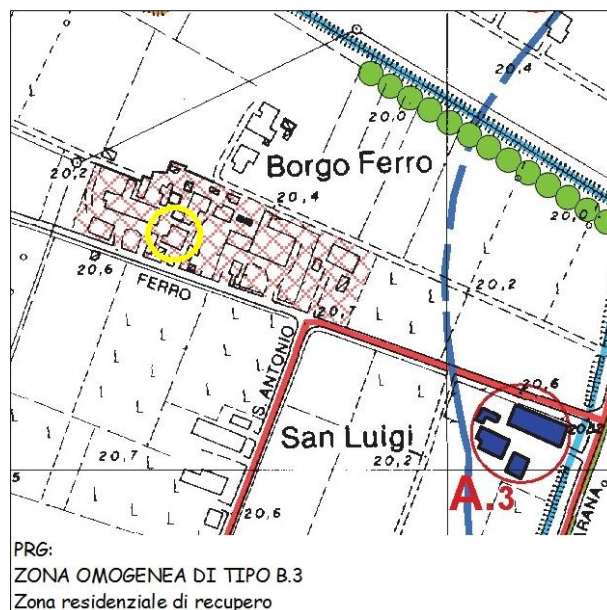 20,4
20,0
Borgo Ferro
20,2
20,4
20,0
20,6
FERRO
20,2
20,7
S. ANTONIO
20,6
San Luigi
20,7
20,2
A.3
5
20,6
PRG:
ZONA OMOGENEA DI TIPO B.3
Zona residenziale di recupero